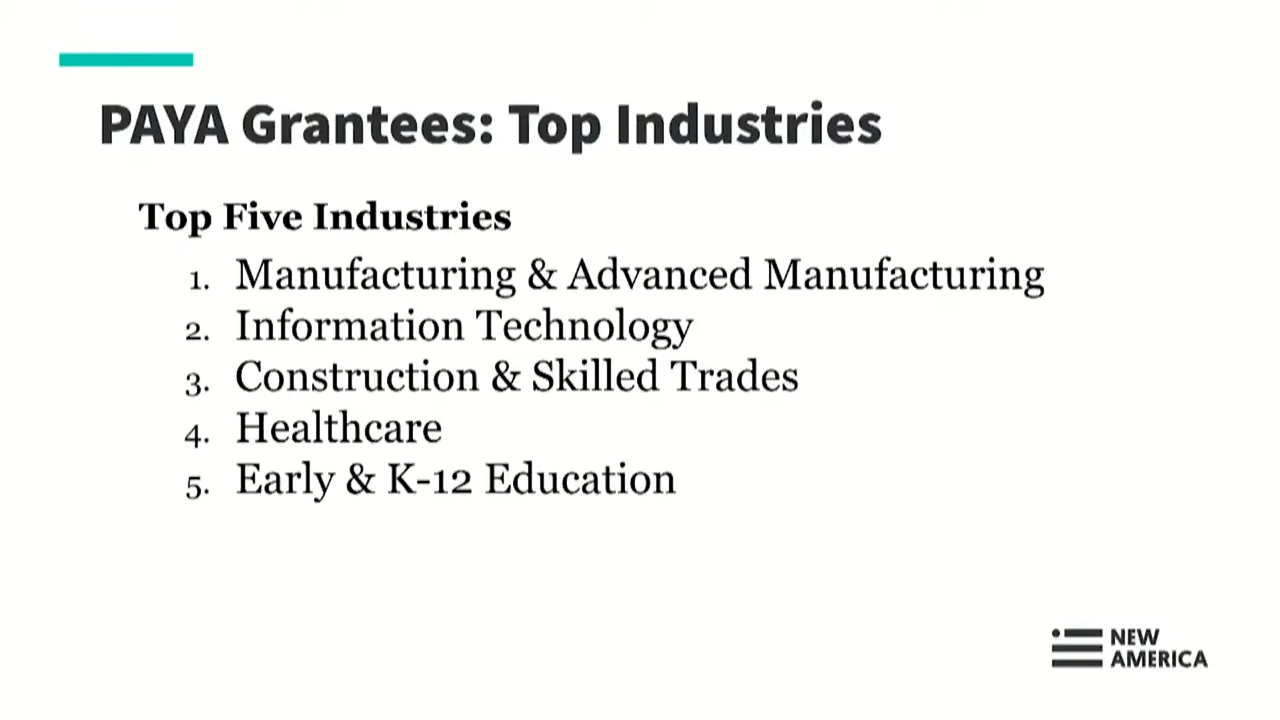 PAYA Grantees: Top Industries
Top Five Industries
1. Manufacturing & Advanced Manufacturing
2. Information Technology
3. Construction & Skilled Trades
4. Healthcare
5. Early & K-12 Education
NEW
AMERICA